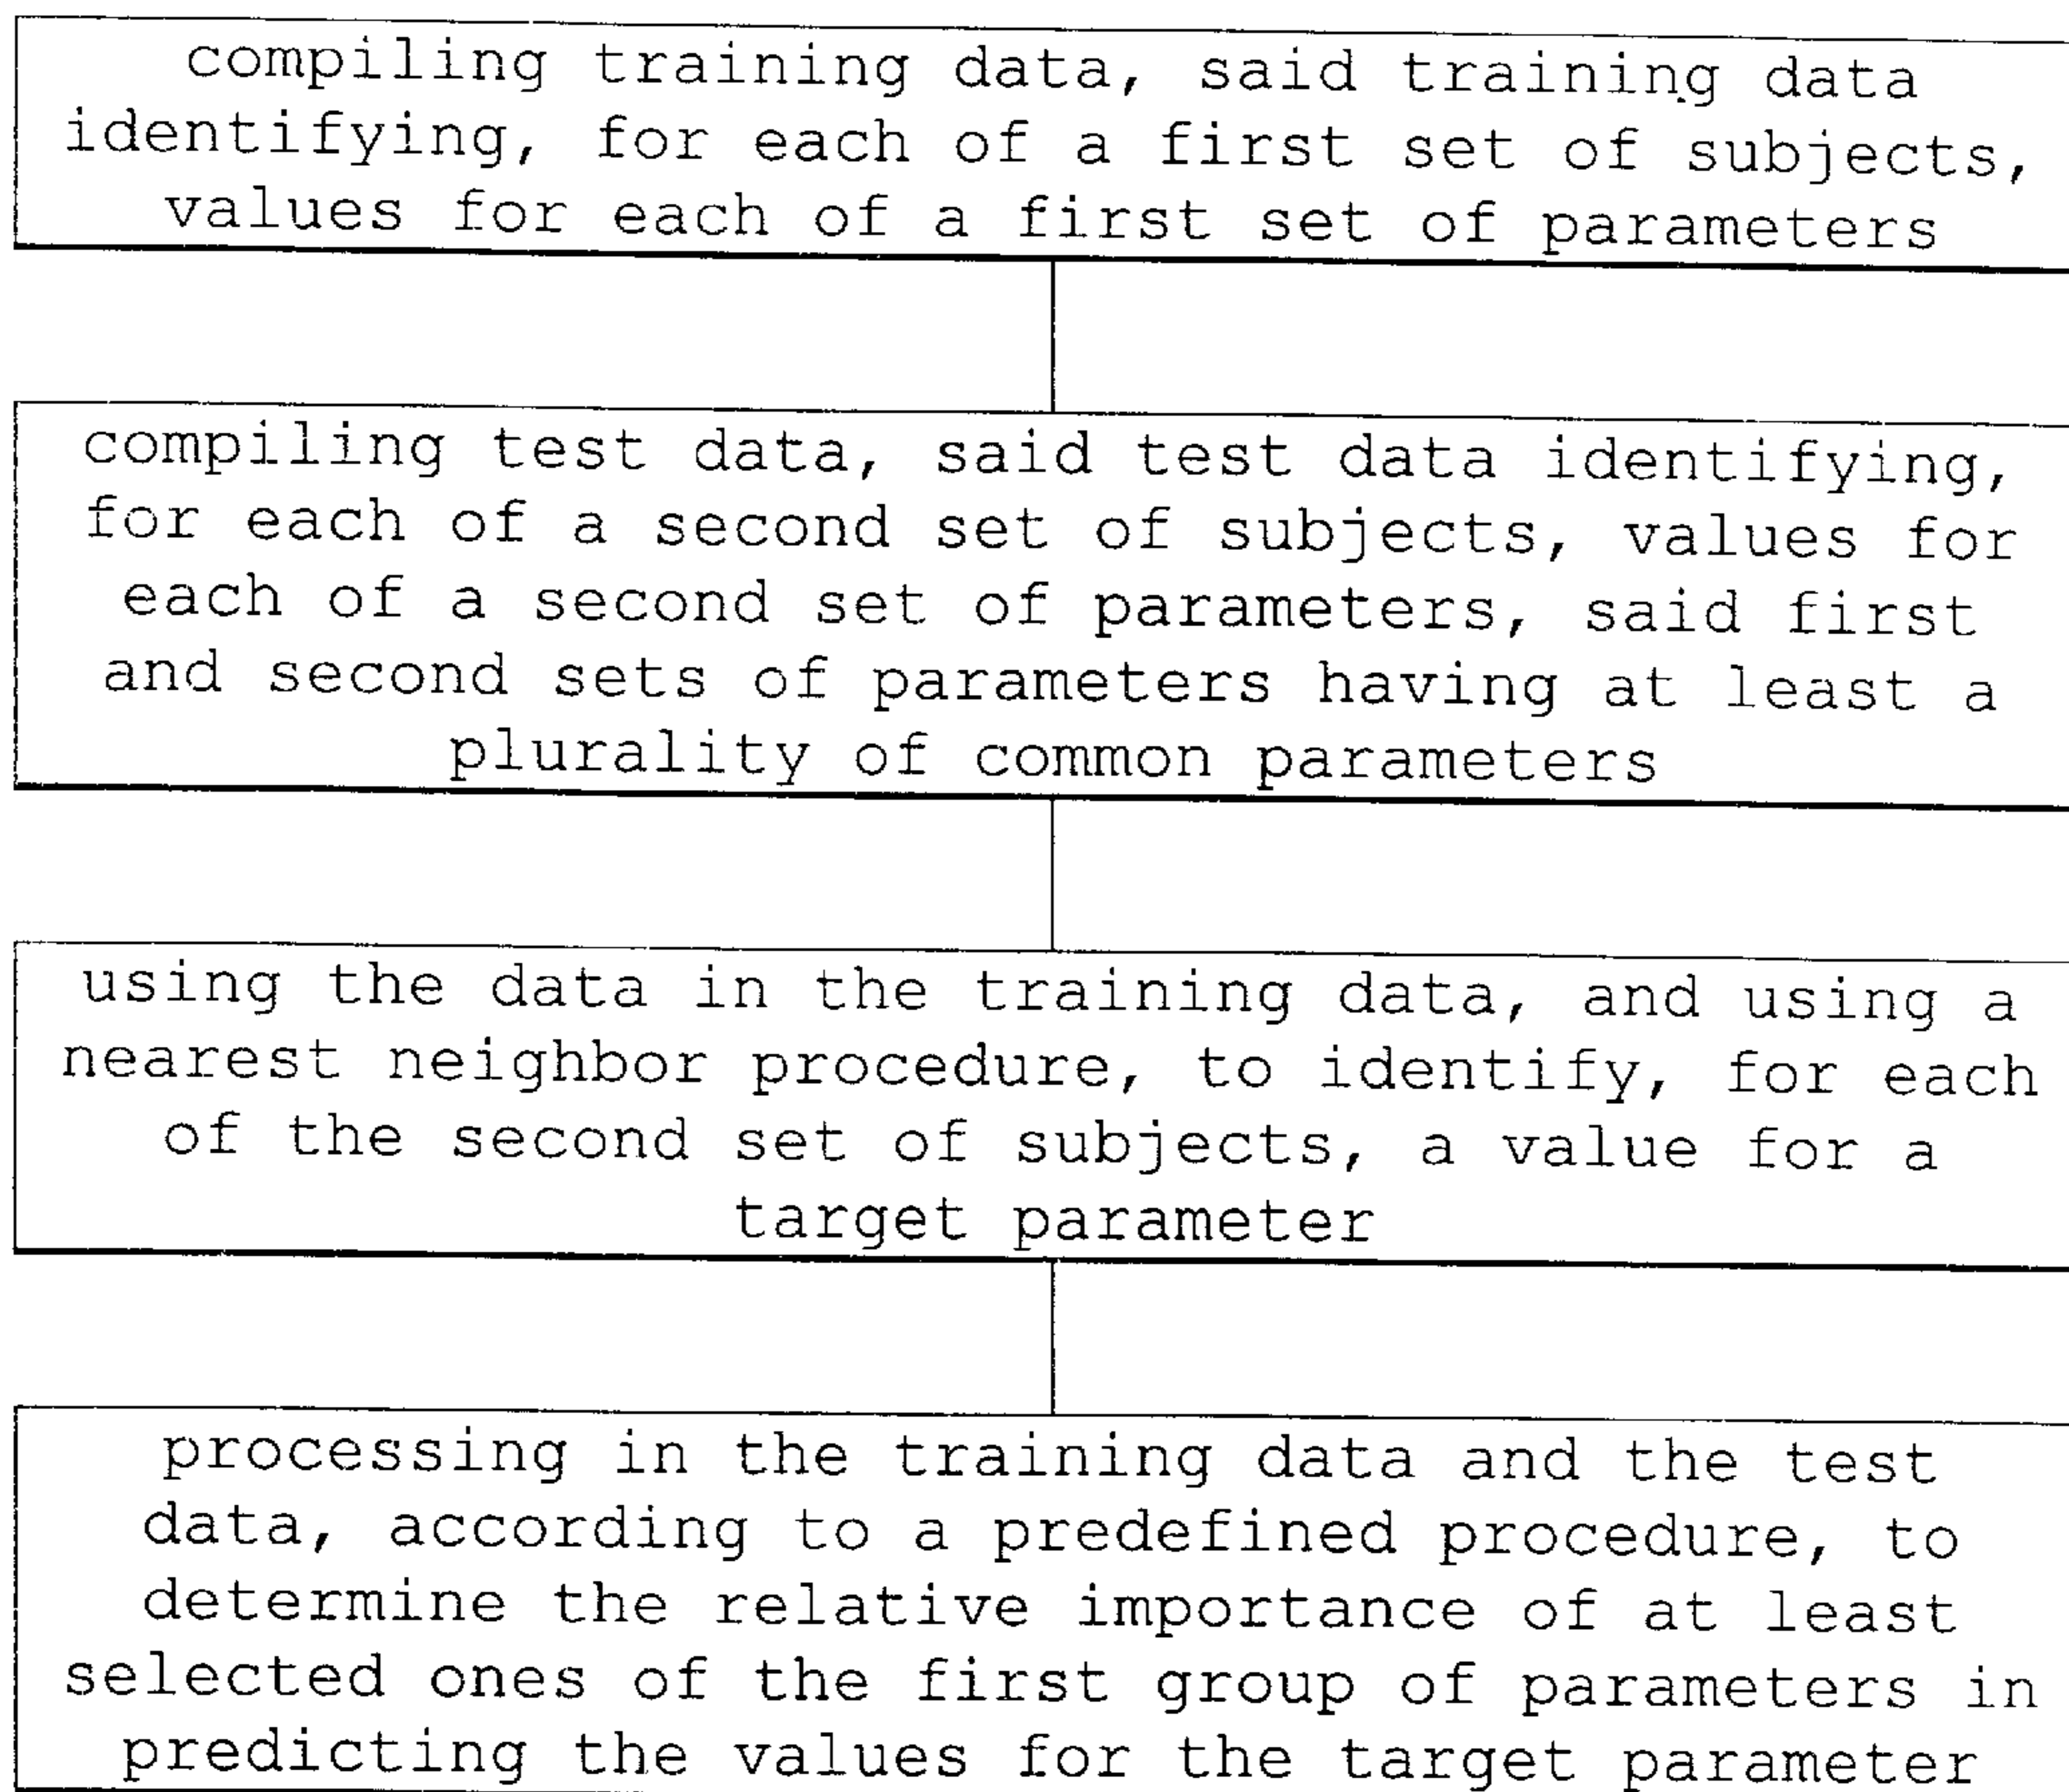 compiling training data, said training data
identifying, for each of a first set of subjects,
values for each of a first set of parameters
compiling test data, said test data identifying,
for each of a second set of subjects, values for
each of a second set of parameters, said first
and second sets of parameters having at least a
plurality of common parameters
using the data in the training data, and using a
nearest neighbor procedure, to identify, for each
of the second set of subjects, a value for a
target parameter
processing in the training data and the test
data, according to a predefined procedure, to
determine the relative importance of at least
selected ones of the first group of parameters in
predicting the values for the target parameter